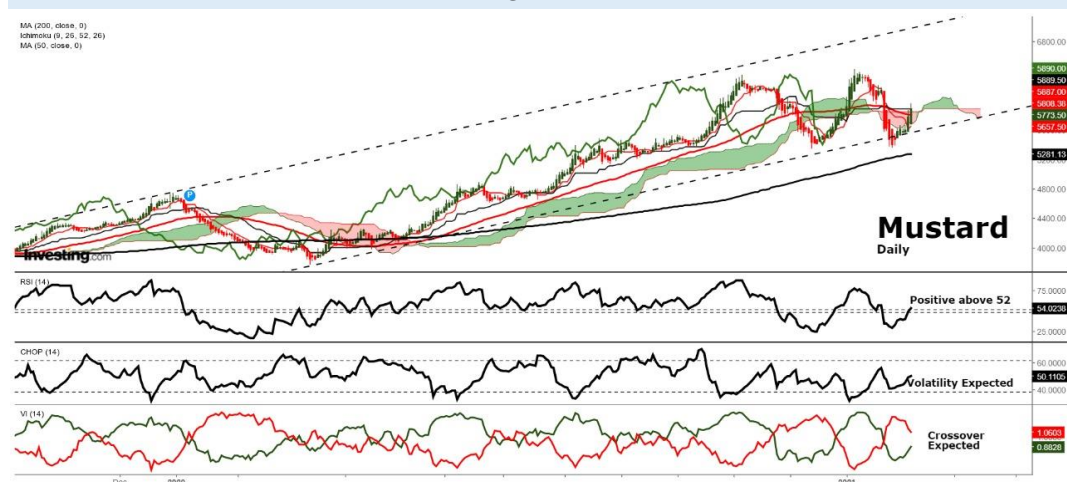 MA (200, close, 0)
Ichimoku (9, 26, 52, 26)
MA (50, close, 0)
6800.00
5890.00
5889.50
5887.00
5808.38
5773.50
5657.50
5281.13
4800.00
4400.00
4000.00
P
Mustard
Daily
Investing.com
RSI (14)
Positive above 52
75.0000
54.0238
25.0000
CHOP (14)
Volatility Expected
60.0000
50.1105
40.0000
VI (14)
Crossover
Expected
1.0603
0.8828